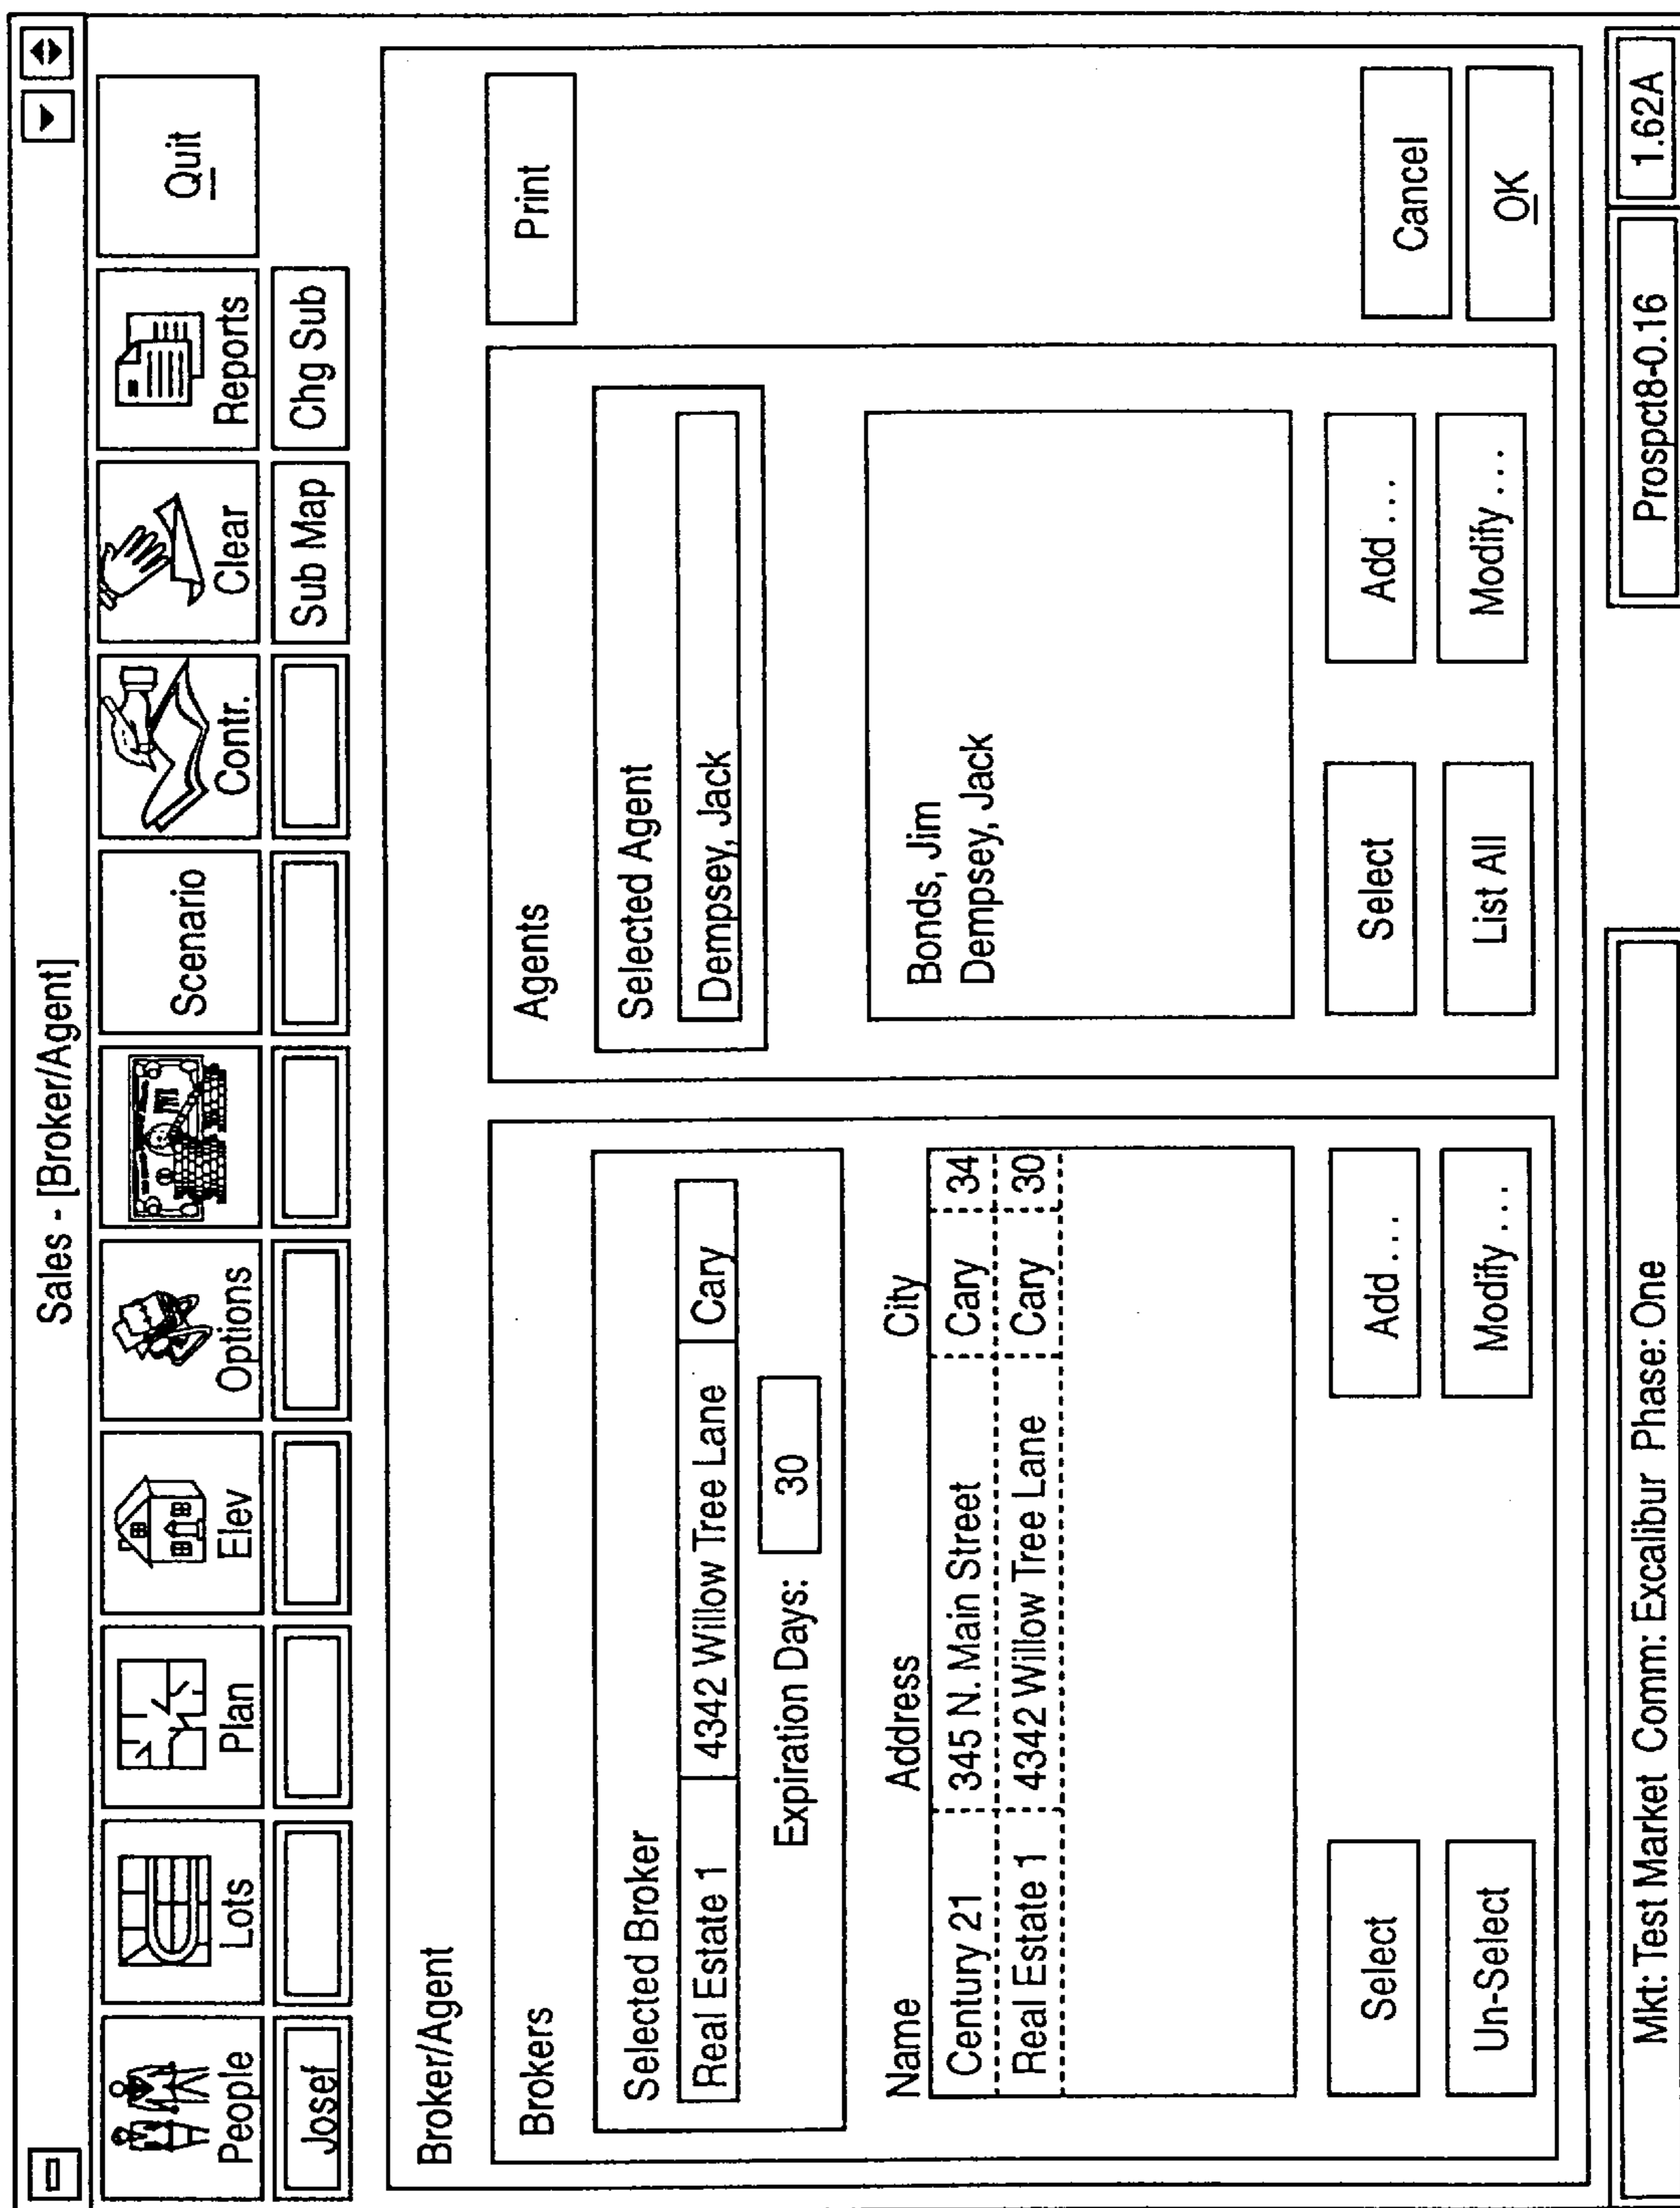 Sales - [Broker/Agent]
People Lots Plan Elev Options Scenario Contr. Clear Reports Quit
Josef Sub Map Chg Sub
Broker/Agent
Brokers
Selected Broker
Real Estate 1 4342 Willow Tree Lane Cary
Expiration Days: 30
Name Address City
Century 21 345 N. Main Street Cary 34
Real Estate 1 4342 Willow Tree Lane Cary 30
Select Add ...
Un-Select Modify ...
Agents
Selected Agent
Dempsey, Jack
Bonds, Jim
Dempsey, Jack
Select Add ...
List All Modify ...
Print
Cancel
OK
Mkt: Test Market Comm: Excalibur Phase: One Prospct8-0.16 1.62A